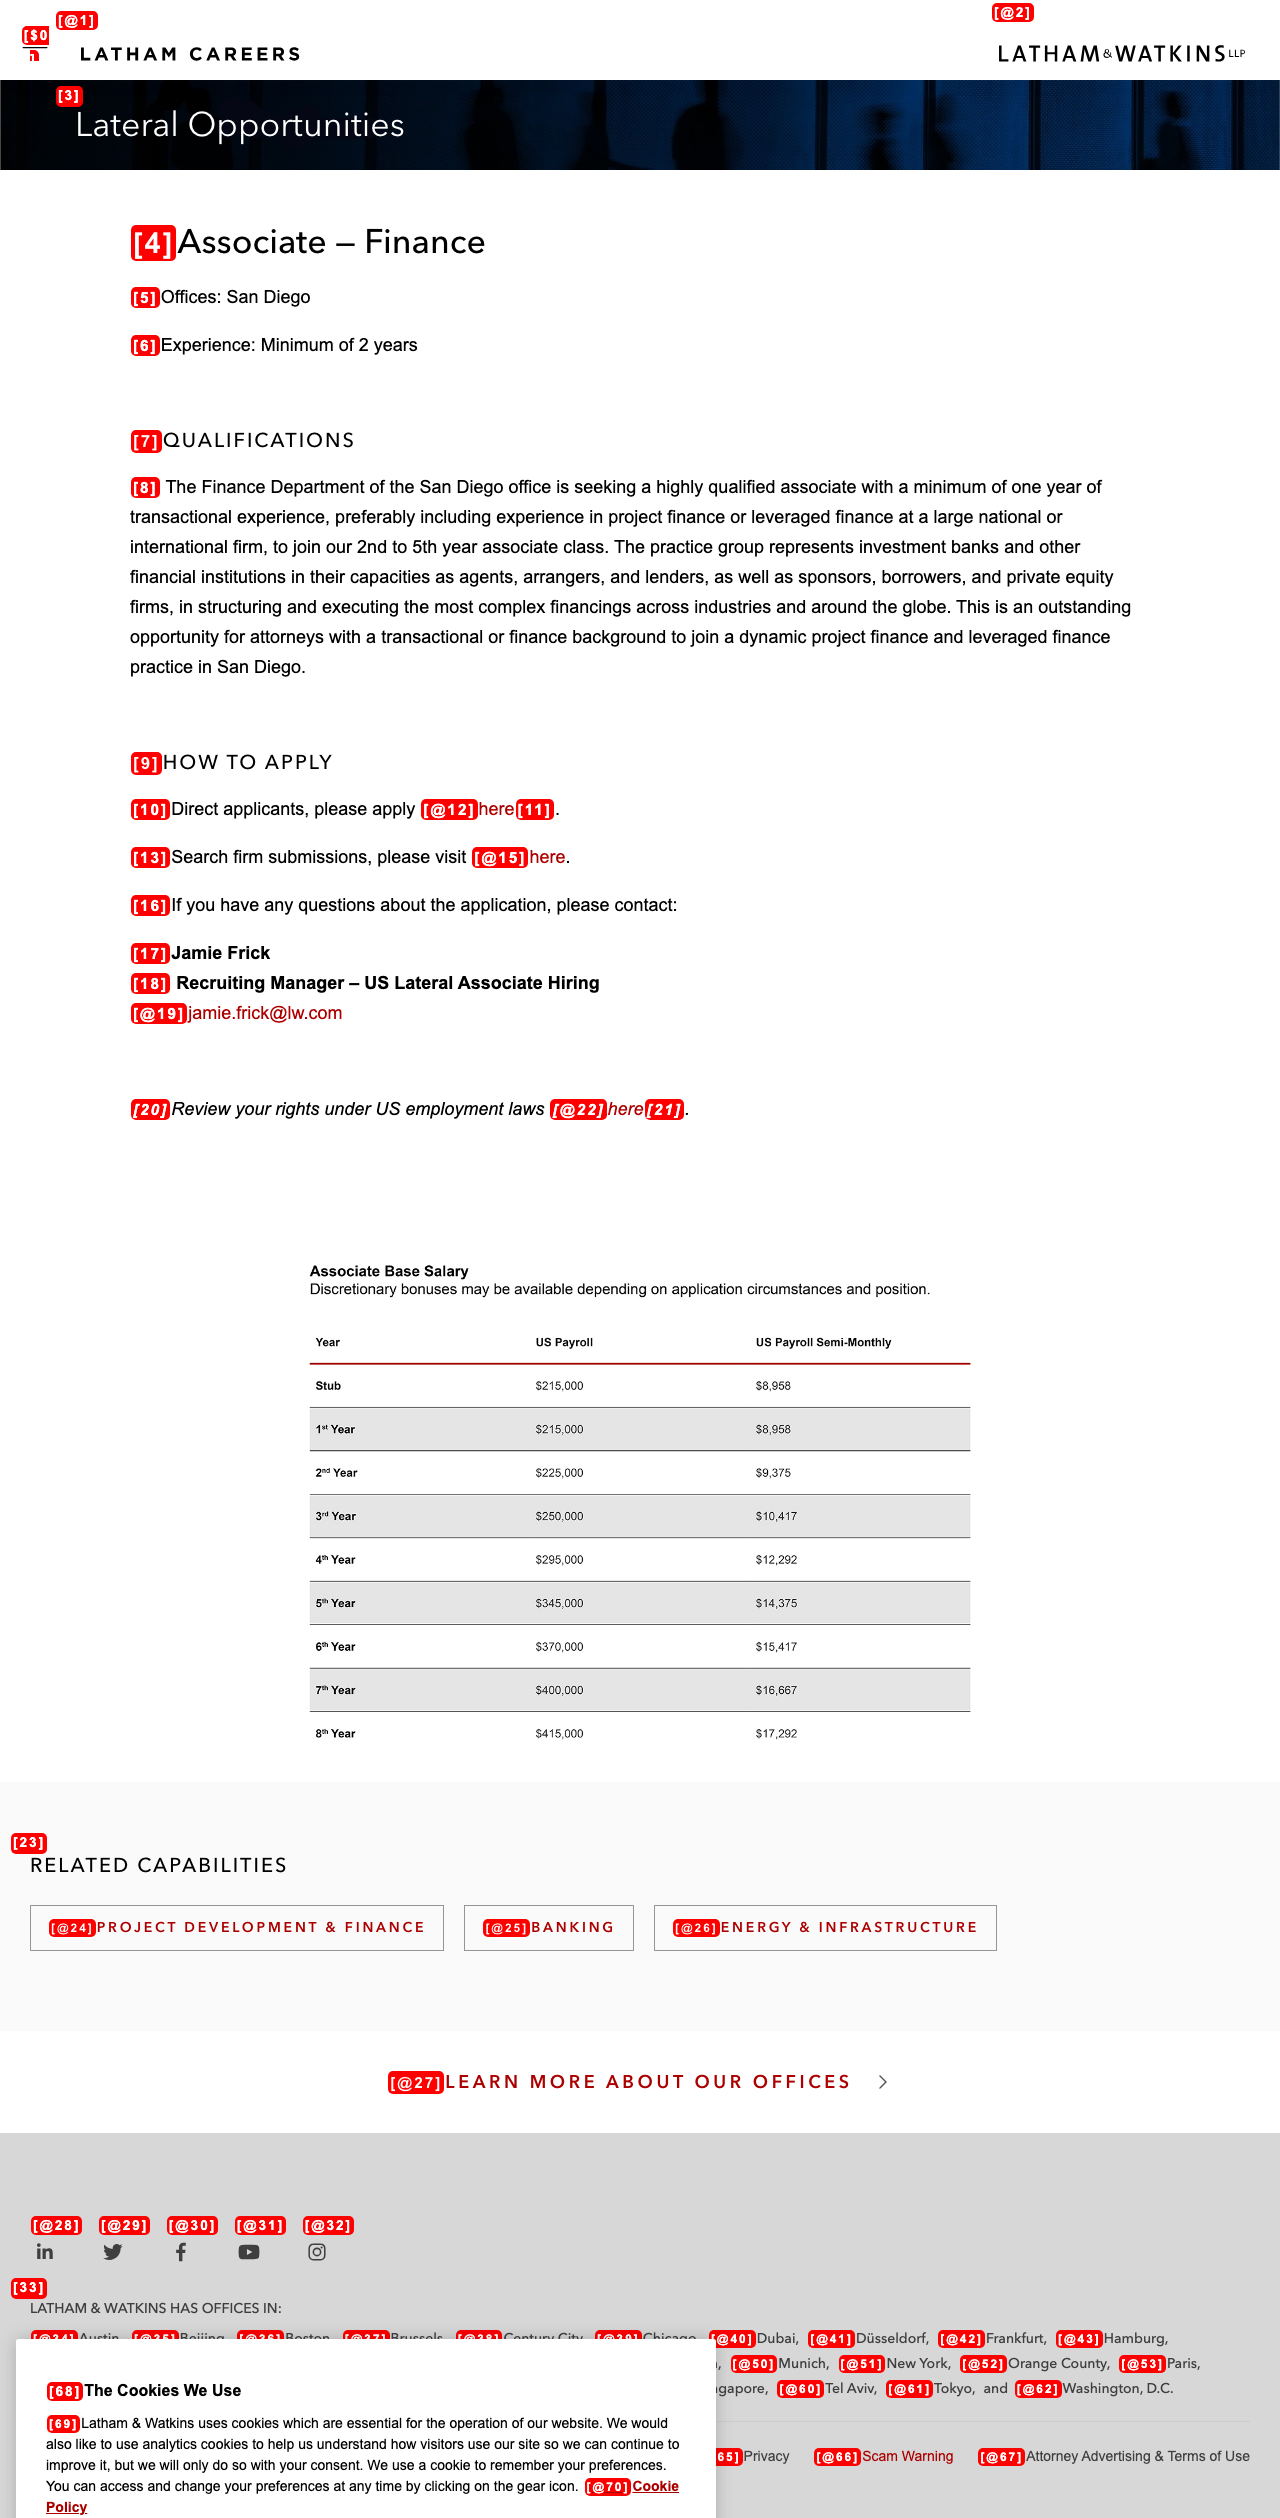 [$0
[@1]
LATHAM CAREERS
[@2]
LATHAM&WATKINS LLP
[3]
Lateral Opportunities
[4]Associate – Finance
[5]Offices: San Diego
[6]Experience: Minimum of 2 years
[7]QUALIFICATIONS
[8] The Finance Department of the San Diego office is seeking a highly qualified associate with a minimum of one year of
transactional experience, preferably including experience in project finance or leveraged finance at a large national or
international firm, to join our 2nd to 5th year associate class. The practice group represents investment banks and other
financial institutions in their capacities as agents, arrangers, and lenders, as well as sponsors, borrowers, and private equity
firms, in structuring and executing the most complex financings across industries and around the globe. This is an outstanding
opportunity for attorneys with a transactional or finance background to join a dynamic project finance and leveraged finance
practice in San Diego.
[9]HOW TO APPLY
[10]Direct applicants, please apply [@12]here[11].
[13]Search firm submissions, please visit [@15]here.
[16]If you have any questions about the application, please contact:
[17]Jamie Frick
[18] Recruiting Manager – US Lateral Associate Hiring
[@19]jamie.frick@lw.com
[20]Review your rights under US employment laws [@22]here[21].
Associate Base Salary
Discretionary bonuses may be available depending on application circumstances and position.
Year US Payroll US Payroll Semi-Monthly
Stub $215,000 $8,958
1st Year $215,000 $8,958
2nd Year $225,000 $9,375
3rd Year $250,000 $10,417
4th Year $295,000 $12,292
5th Year $345,000 $14,375
6th Year $370,000 $15,417
7th Year $400,000 $16,667
8th Year $415,000 $17,292
[23]
RELATED CAPABILITIES
[@24]PROJECT DEVELOPMENT & FINANCE [@25]BANKING [@26]ENERGY & INFRASTRUCTURE
[@27]LEARN MORE ABOUT OUR OFFICES
[@28] [@29] [@30] [@31] [@32]
[33]
LATHAM & WATKINS HAS OFFICES IN:
[@34]Austin, [@35]Beijing, [@36]Boston, [@37]Brussels, [@38]Century City, [@39]Chicago, [@40]Dubai, [@41]Düsseldorf, [@42]Frankfurt, [@43]Hamburg,
[@50]Munich, [@51]New York, [@52]Orange County, [@53]Paris,
gapore, [@60]Tel Aviv, [@61]Tokyo, and [@62]Washington, D.C.
65]Privacy [@66]Scam Warning [@67]Attorney Advertising & Terms of Use
[68]The Cookies We Use
[69]Latham & Watkins uses cookies which are essential for the operation of our website. We would
also like to use analytics cookies to help us understand how visitors use our site so we can continue to
improve it, but we will only do so with your consent. We use a cookie to remember your preferences.
You can access and change your preferences at any time by clicking on the gear icon. [@70]Cookie
Policy